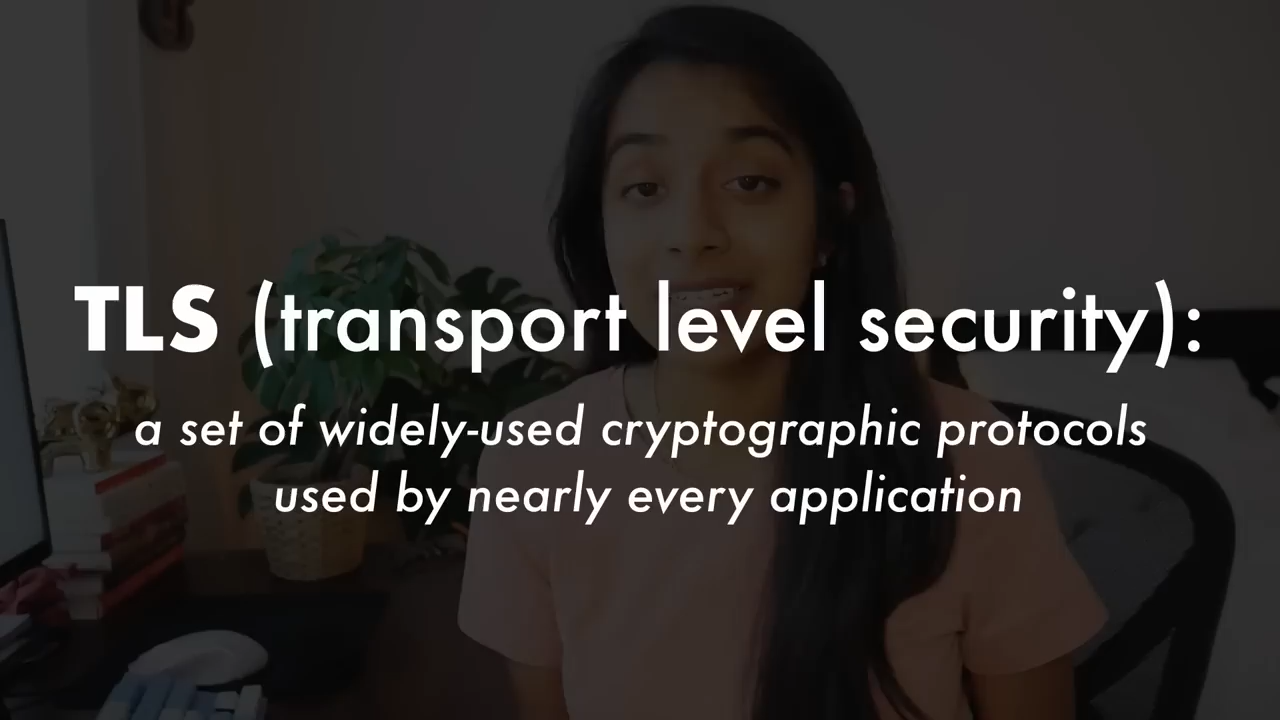 TLS (transport level security):
a set of widely-used cryptographic protocols
used by nearly every application